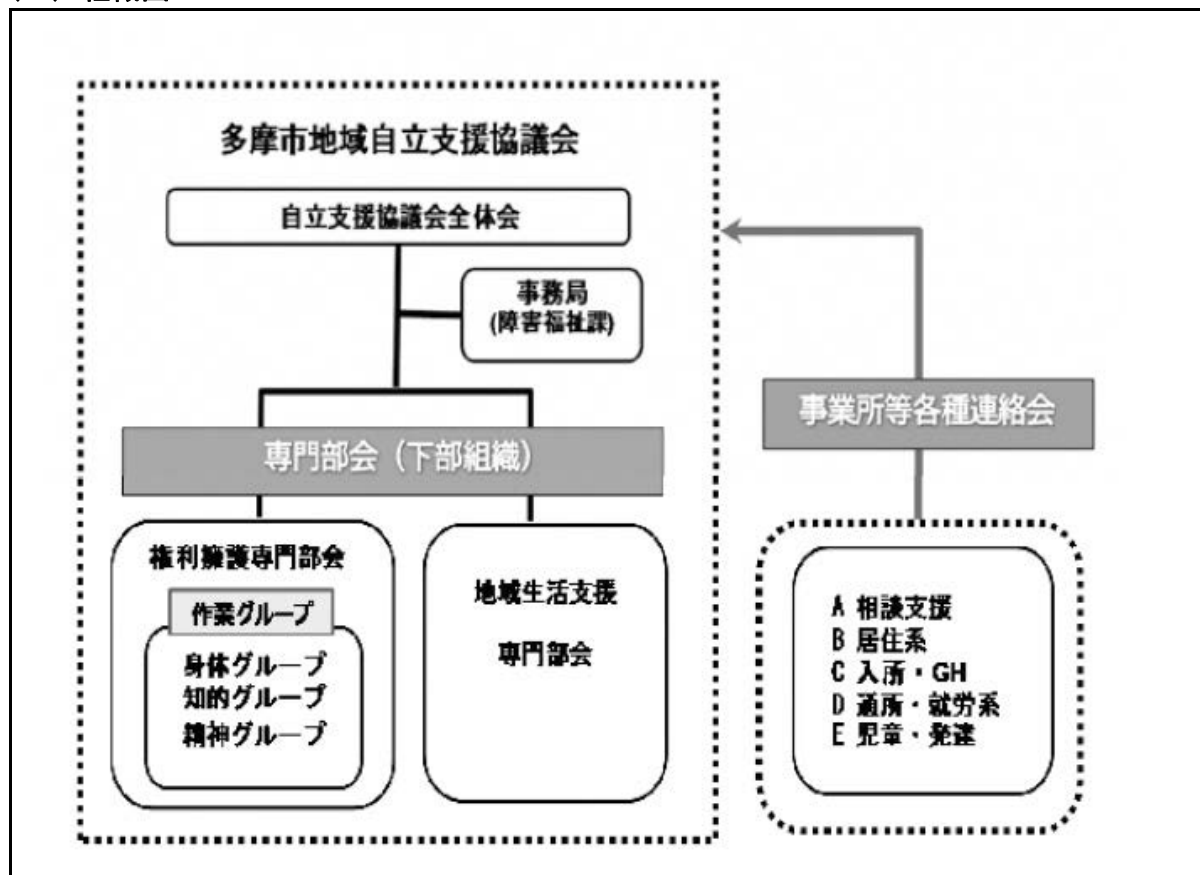 多摩市地域自立支援協議会
自立支援協議会全体会
事務局
(障害福祉課)
専門部会（下部組織）
権利擁護専門部会
作業グループ
身体グループ
知的グループ
精神グループ
地域生活支援
専門部会
事業所等各種連絡会
A 相談支援
B 居住系
C 入所・GH
D 通所・就労系
E 児童・発達